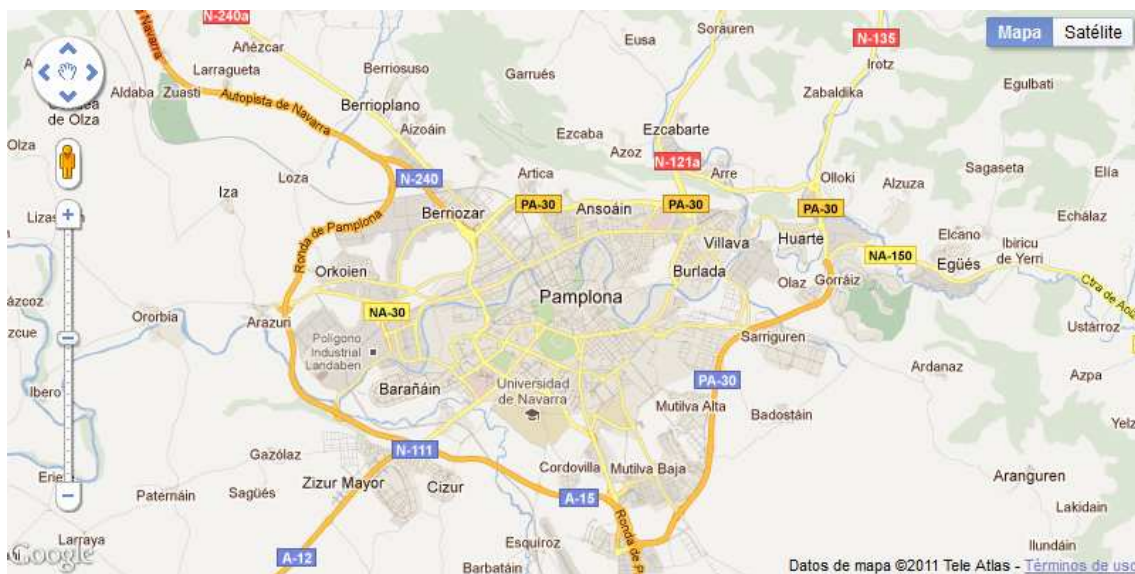 N-240a
Navarra
Añézcar
Eusa
Sorauren
N-135
Mapa
Satélite
Larragueta
Berriosuso
Garrués
Irotz
Aldaba
Zuasti
Autopista de Navarra
Berrioplano
Zabaldika
Egulbati
de Olza
Aizoáin
Ezcaba
Ezcabarte
Olza
Azoz
N-121a
Sagaseta
Elía
Iza
Loza
N-240
Artica
Arre
Olloki
Alzuza
Berriozar
PA-30
Ansoáin
PA-30
PA-30
Echálaz
Ronda de Pamplona
Villava
Huarte
Elcano
Ibiricu
de Yerri
Orkoien
Burlada
Olaz
Gorráiz
NA-150
Egüés
Pamplona
Ctra de Aoiz
Ororbia
Arazuri
NA-30
Ustárroz
Polígono
Industrial
Landaben
Sarriguren
Ardanaz
Azpa
Ibero
Barañáin
Universidad
de Navarra
PA-30
Mutilva Alta
Badostáin
Gazólaz
N-111
Cordovilla
Mutilva Baja
Aranguren
Paternáin
Sagüés
Zizur Mayor
Cizur
A-15
Lakidain
Larraya
Esquíroz
Ronda de P
Ilundáin
Google
A-12
Barbatáin
Datos de mapa ©2011 Tele Atlas - Términos de uso